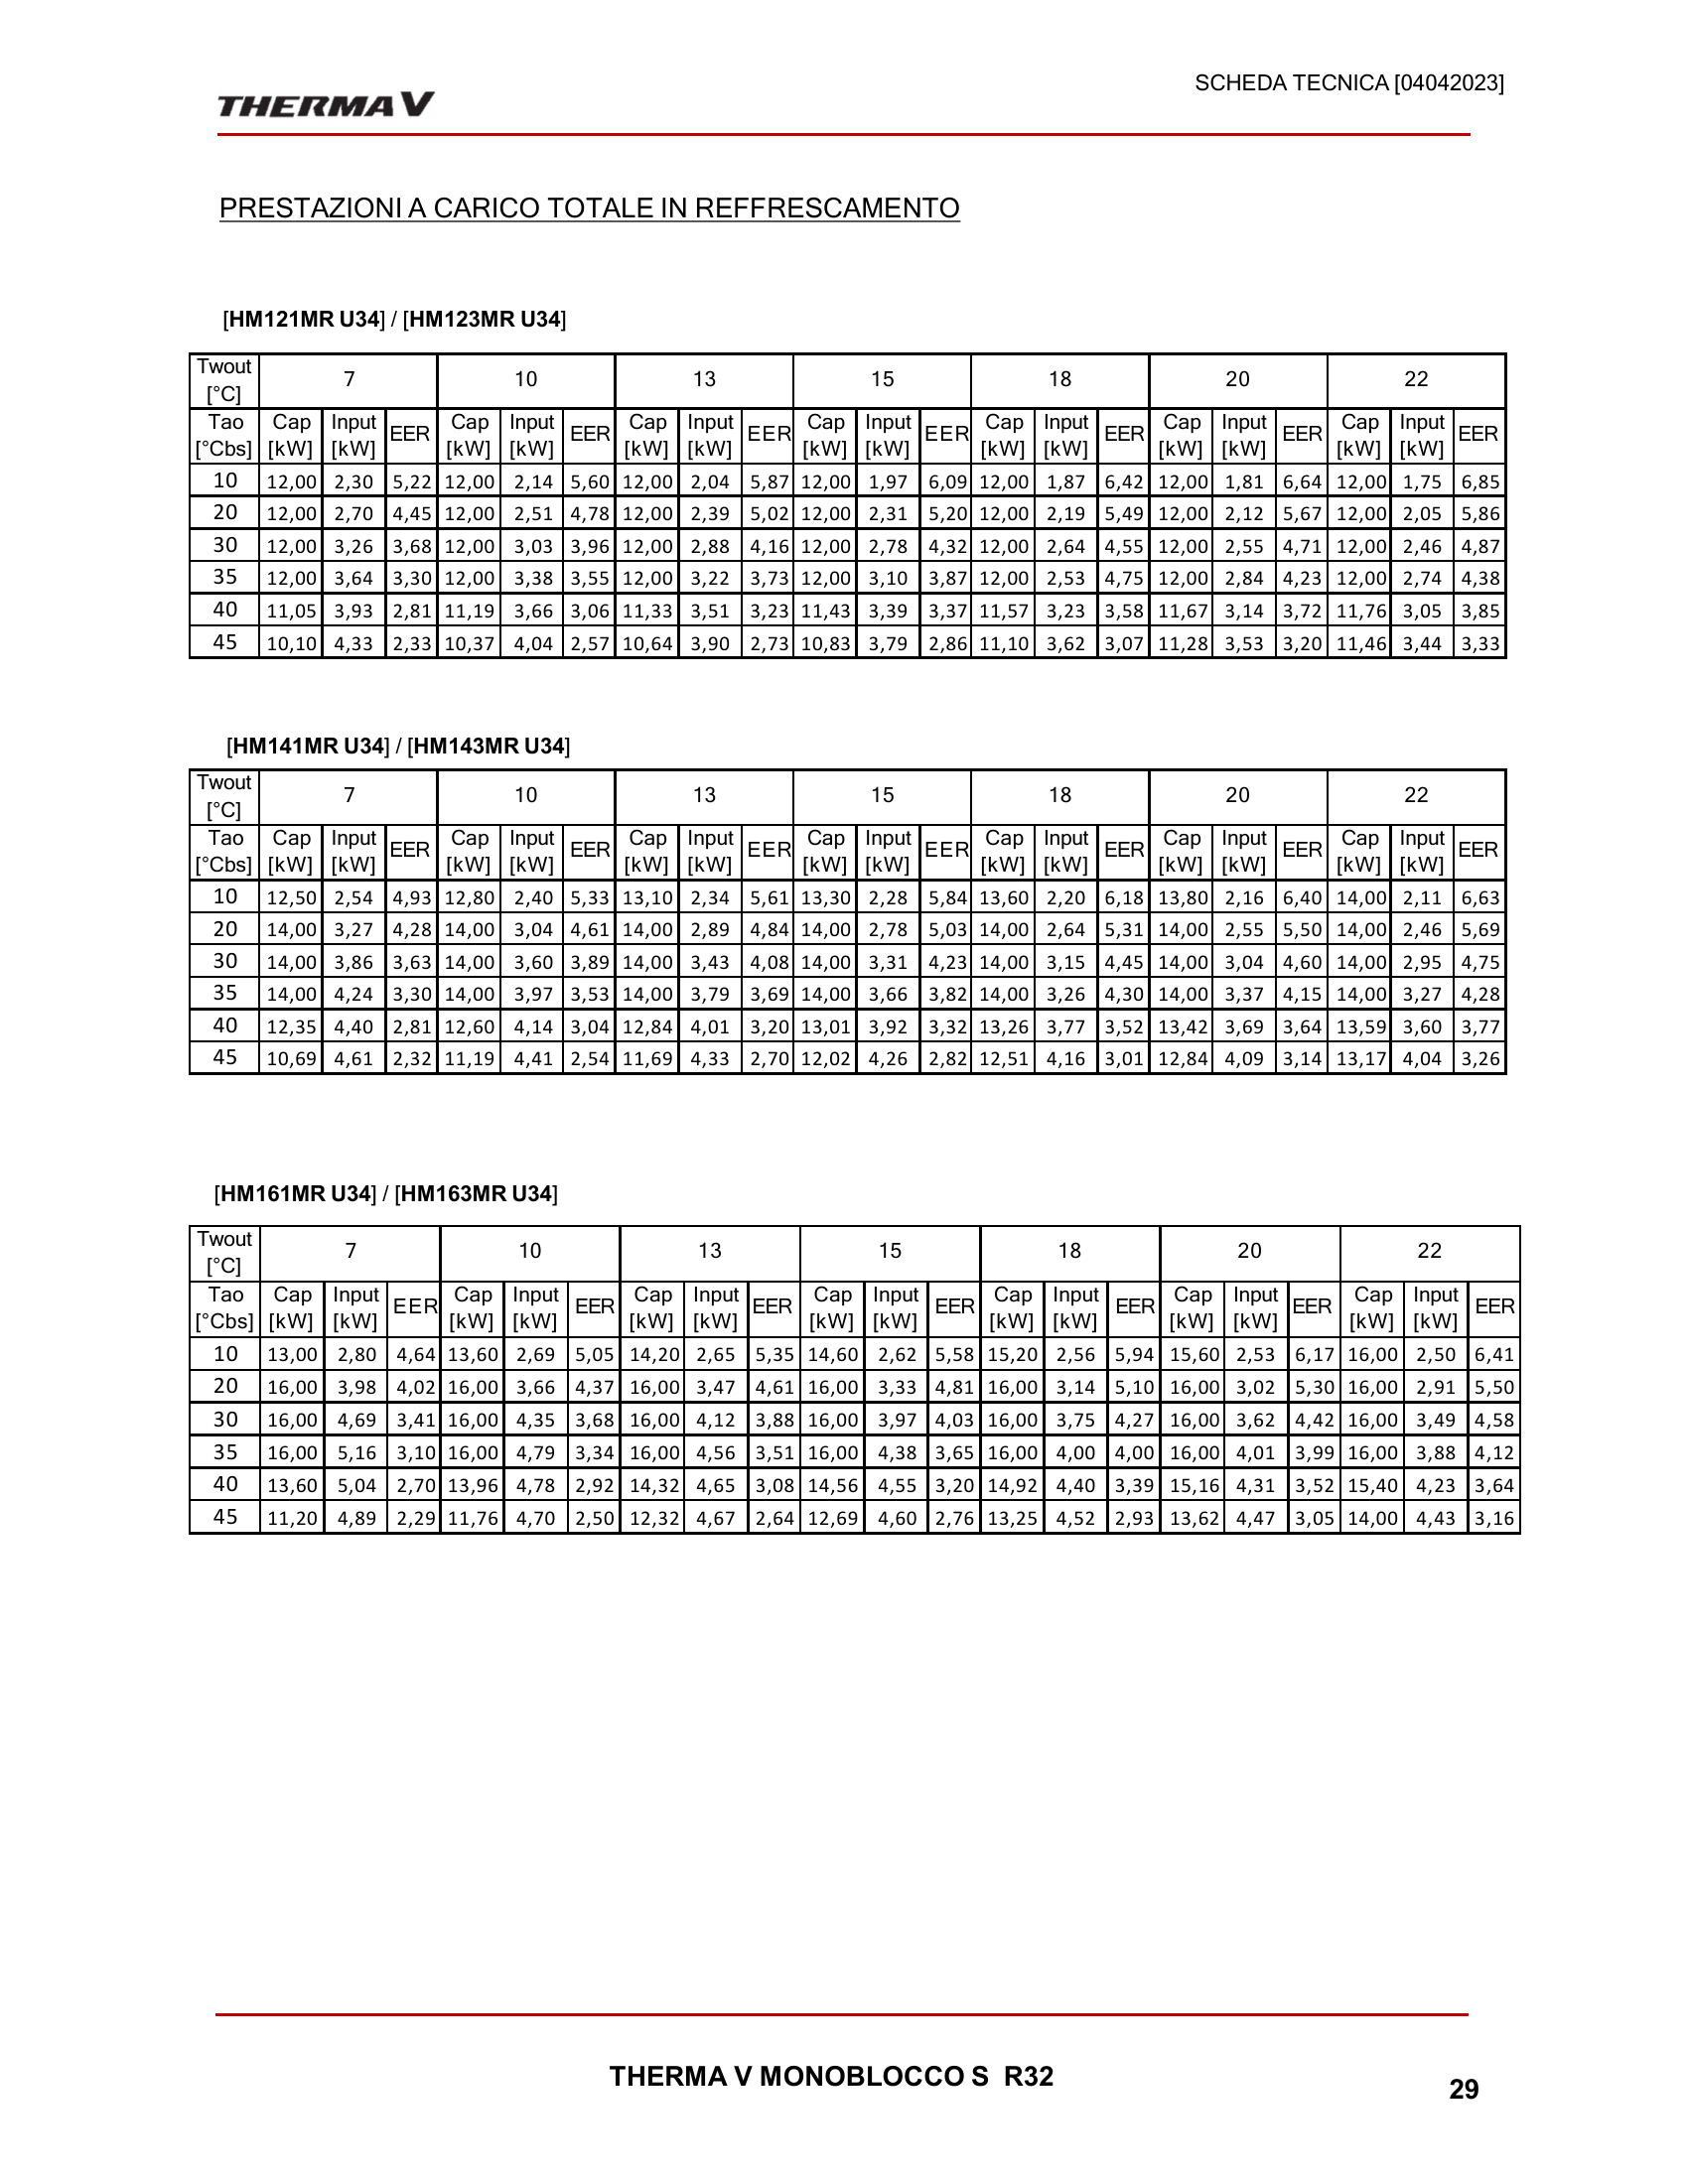 SCHEDA TECNICA [04042023]
THERMA V
PRESTAZIONI A CARICO TOTALE IN REFFRESCAMENTO
[HM121MR U34] / [HM123MR U34]
Twout [°C] 7 10 13 15 18 20 22
Tao [°Cbs] Cap [kW] Input [kW] EER Cap [kW] Input [kW] EER Cap [kW] Input [kW] EER Cap [kW] Input [kW] EER Cap [kW] Input [kW] EER Cap [kW] Input [kW] EER Cap [kW] Input [kW] EER
10 12,00 2,30 5,22 12,00 2,14 5,60 12,00 2,04 5,87 12,00 1,97 6,09 12,00 1,87 6,42 12,00 1,81 6,64 12,00 1,75 6,85
20 12,00 2,70 4,45 12,00 2,51 4,78 12,00 2,39 5,02 12,00 2,31 5,20 12,00 2,19 5,49 12,00 2,12 5,67 12,00 2,05 5,86
30 12,00 3,26 3,68 12,00 3,03 3,96 12,00 2,88 4,16 12,00 2,78 4,32 12,00 2,64 4,55 12,00 2,55 4,71 12,00 2,46 4,87
35 12,00 3,64 3,30 12,00 3,38 3,55 12,00 3,22 3,73 12,00 3,10 3,87 12,00 2,53 4,75 12,00 2,84 4,23 12,00 2,74 4,38
40 11,05 3,93 2,81 11,19 3,66 3,06 11,33 3,51 3,23 11,43 3,39 3,37 11,57 3,23 3,58 11,67 3,14 3,72 11,76 3,05 3,85
45 10,10 4,33 2,33 10,37 4,04 2,57 10,64 3,90 2,73 10,83 3,79 2,86 11,10 3,62 3,07 11,28 3,53 3,20 11,46 3,44 3,33
[HM141MR U34] / [HM143MR U34]
Twout [°C] 7 10 13 15 18 20 22
Tao [°Cbs] Cap [kW] Input [kW] EER Cap [kW] Input [kW] EER Cap [kW] Input [kW] EER Cap [kW] Input [kW] EER Cap [kW] Input [kW] EER Cap [kW] Input [kW] EER Cap [kW] Input [kW] EER
10 12,50 2,54 4,93 12,80 2,40 5,33 13,10 2,34 5,61 13,30 2,28 5,84 13,60 2,20 6,18 13,80 2,16 6,40 14,00 2,11 6,63
20 14,00 3,27 4,28 14,00 3,04 4,61 14,00 2,89 4,84 14,00 2,78 5,03 14,00 2,64 5,31 14,00 2,55 5,50 14,00 2,46 5,69
30 14,00 3,86 3,63 14,00 3,60 3,89 14,00 3,43 4,08 14,00 3,31 4,23 14,00 3,15 4,45 14,00 3,04 4,60 14,00 2,95 4,75
35 14,00 4,24 3,30 14,00 3,97 3,53 14,00 3,79 3,69 14,00 3,66 3,82 14,00 3,26 4,30 14,00 3,37 4,15 14,00 3,27 4,28
40 12,35 4,40 2,81 12,60 4,14 3,04 12,84 4,01 3,20 13,01 3,92 3,32 13,26 3,77 3,52 13,42 3,69 3,64 13,59 3,60 3,77
45 10,69 4,61 2,32 11,19 4,41 2,54 11,69 4,33 2,70 12,02 4,26 2,82 12,51 4,16 3,01 12,84 4,09 3,14 13,17 4,04 3,26
[HM161MR U34] / [HM163MR U34]
Twout [°C] 7 10 13 15 18 20 22
Tao [°Cbs] Cap [kW] Input [kW] EER Cap [kW] Input [kW] EER Cap [kW] Input [kW] EER Cap [kW] Input [kW] EER Cap [kW] Input [kW] EER Cap [kW] Input [kW] EER Cap [kW] Input [kW] EER
10 13,00 2,80 4,64 13,60 2,69 5,05 14,20 2,65 5,35 14,60 2,62 5,58 15,20 2,56 5,94 15,60 2,53 6,17 16,00 2,50 6,41
20 16,00 3,98 4,02 16,00 3,66 4,37 16,00 3,47 4,61 16,00 3,33 4,81 16,00 3,14 5,10 16,00 3,02 5,30 16,00 2,91 5,50
30 16,00 4,69 3,41 16,00 4,35 3,68 16,00 4,12 3,88 16,00 3,97 4,03 16,00 3,75 4,27 16,00 3,62 4,42 16,00 3,49 4,58
35 16,00 5,16 3,10 16,00 4,79 3,34 16,00 4,56 3,51 16,00 4,38 3,65 16,00 4,00 4,00 16,00 4,01 3,99 16,00 3,88 4,12
40 13,60 5,04 2,70 13,96 4,78 2,92 14,32 4,65 3,08 14,56 4,55 3,20 14,92 4,40 3,39 15,16 4,31 3,52 15,40 4,23 3,64
45 11,20 4,89 2,29 11,76 4,70 2,50 12,32 4,67 2,64 12,69 4,60 2,76 13,25 4,52 2,93 13,62 4,47 3,05 14,00 4,43 3,16
THERMA V MONOBLOCCO S R32
29